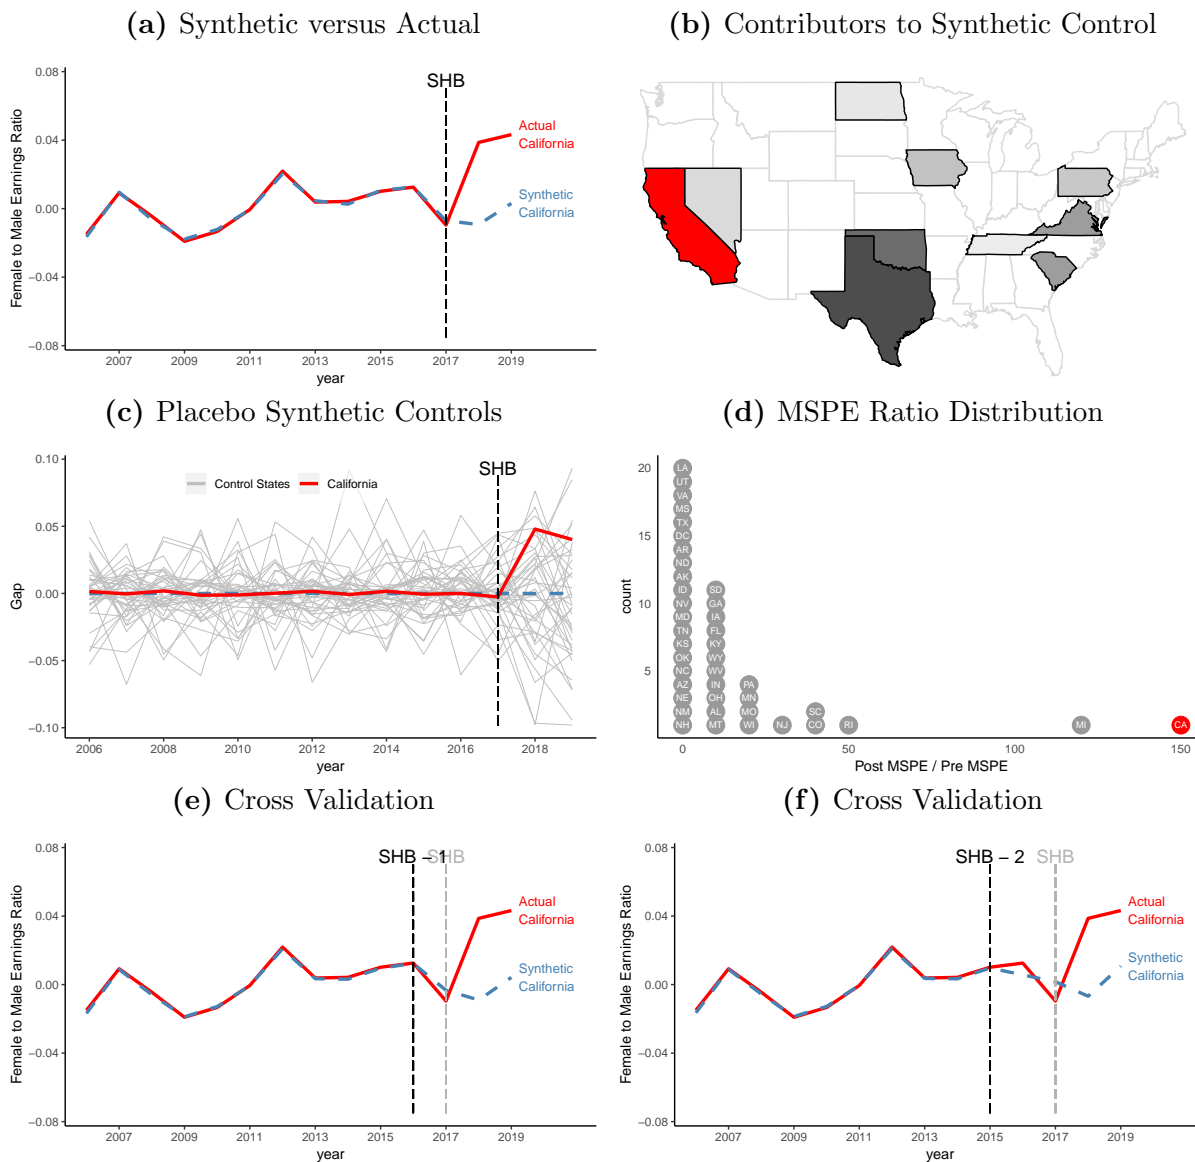 (a) Synthetic versus Actual
(b) Contributors to Synthetic Control
0.08
0.04
0.00
−0.04
−0.08
Female to Male Earnings Ratio
SHB
Actual
California
Synthetic
California
2007 2009 2011 2013 2015 2017 2019
year
(c) Placebo Synthetic Controls
(d) MSPE Ratio Distribution
0.10
0.05
0.00
−0.05
−0.10
Gap
Control States California
SHB
2006 2008 2010 2012 2014 2016 2018
year
20
15
10
5
count
LA
UT
VA
MS
TX
DC
AR
ND
AK
ID
NV
MD
TN
KS
OK
NC
AZ
NE
NM
NH
SD
GA
IA
FL
KY
WY
WV
IN
OH
AL
MT
PA
MN
MO
WI
NJ
SC
CO
RI
MI
CA
0 50 100 150
Post MSPE / Pre MSPE
(e) Cross Validation
(f) Cross Validation
0.08
0.04
0.00
−0.04
−0.08
Female to Male Earnings Ratio
SHB − 1
SHB
Actual
California
Synthetic
California
2007 2009 2011 2013 2015 2017 2019
year
0.08
0.04
0.00
−0.04
−0.08
Female to Male Earnings Ratio
SHB − 2
SHB
Actual
California
Synthetic
California
2007 2009 2011 2013 2015 2017 2019
year